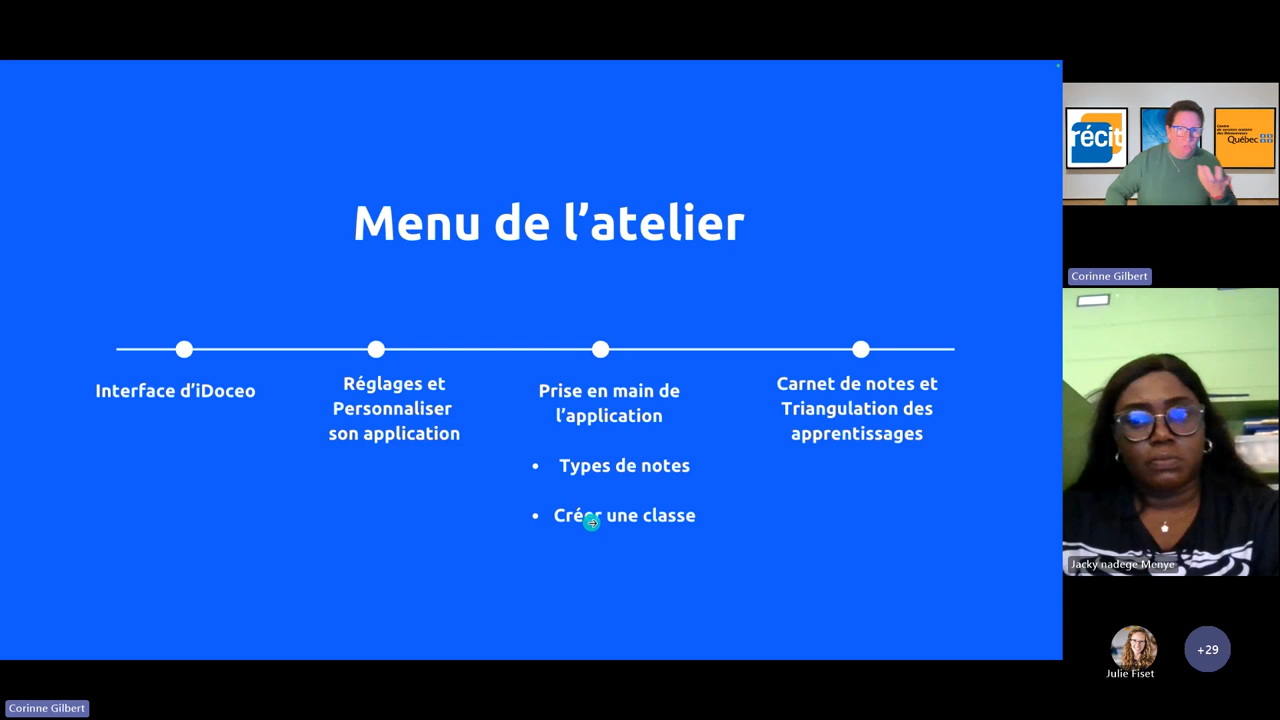 Menu de l’atelier
Interface d’iDoceo
Réglages et
Personnaliser
son application
Prise en main de
l’application
• Types de notes
• Créer une classe
Carnet de notes et
Triangulation des
apprentissages
récit
Québec
Corinne Gilbert
Jacky nadege Menye
Julie Fiset
+29
Corinne Gilbert